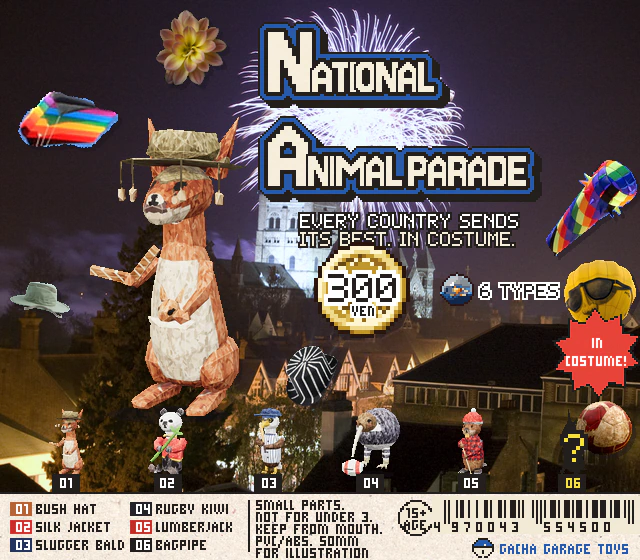 NATIONAL
ANIMAL PARADE
EVERY COUNTRY SENDS
ITS BEST. IN COSTUME.
300
YEN
6 TYPES
IN
COSTUME!
?
01
02
03
04
05
06
01 BUSH HAT
02 SILK JACKET
03 SLUGGER BALD
04 RUGBY KIWI
05 LUMBERJACK
06 BAGPIPE
SMALL PARTS.
NOT FOR UNDER 3.
KEEP FROM MOUTH.
PVC/ABS. 50MM
FOR ILLUSTRATION
15+
AGE
4 970043 554500
GACHA GARAGE TOYS